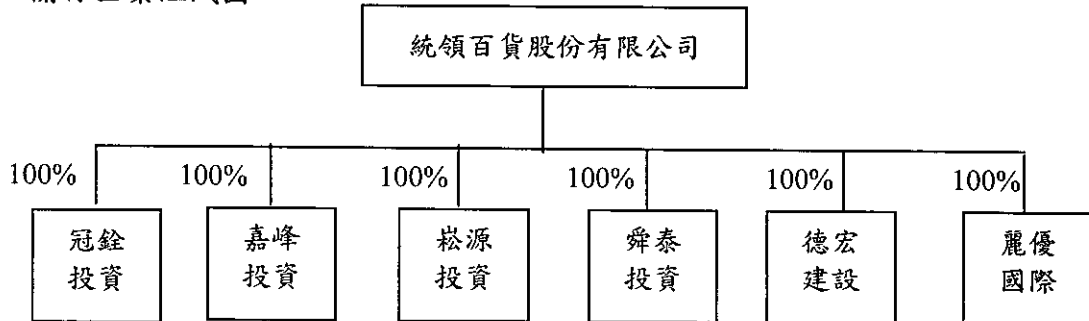 統領百貨股份有限公司
100% 100% 100% 100% 100% 100%
冠銓 嘉峰 崧源 舜泰 德宏 麗優
投資 投資 投資 投資 建設 國際